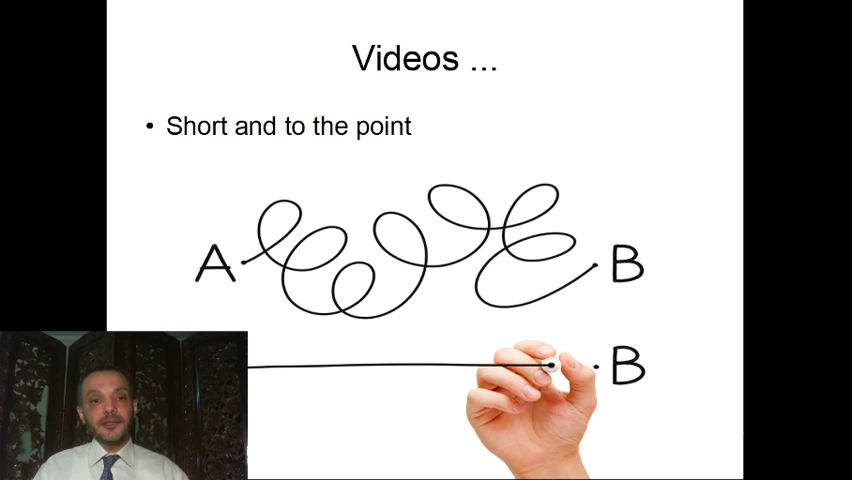 Videos ...
• Short and to the point
A B
B